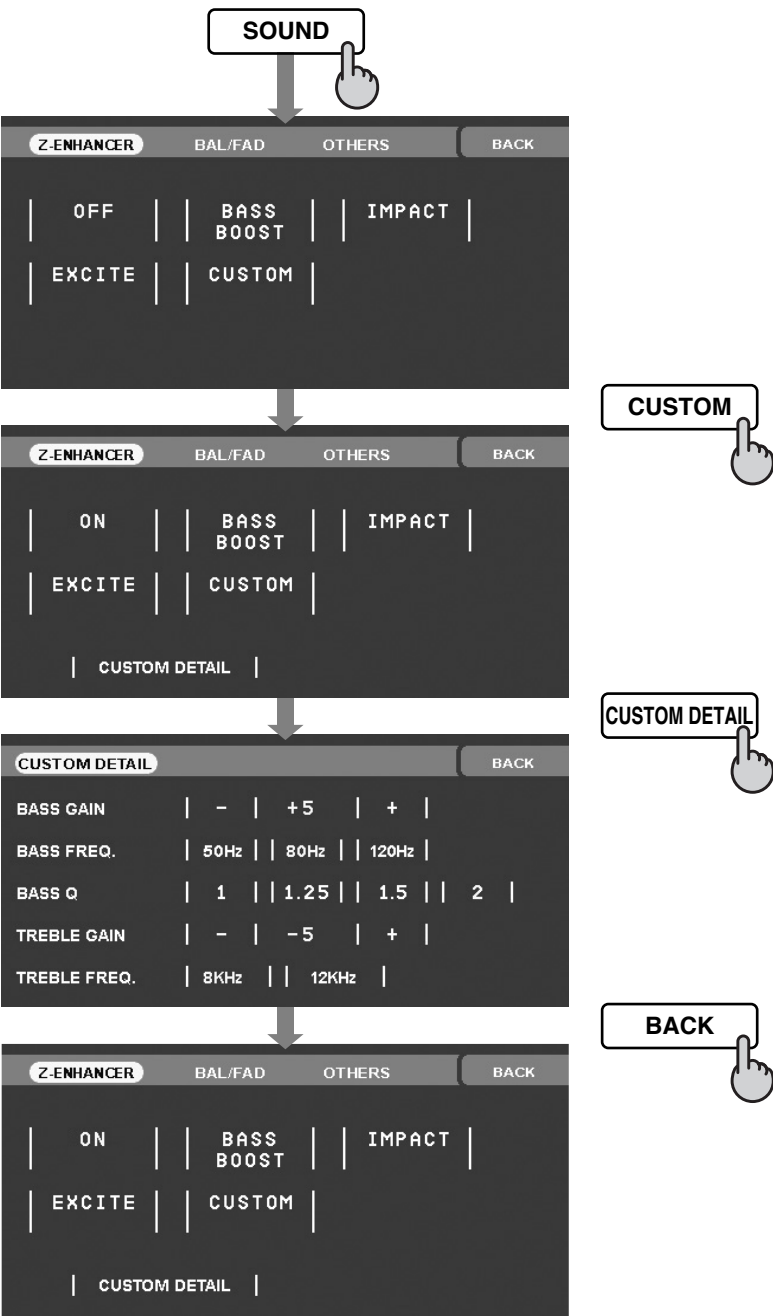 SOUND
Z-ENHANCER BAL/FAD OTHERS BACK
OFF BASS BOOST IMPACT
EXCITE CUSTOM
CUSTOM
Z-ENHANCER BAL/FAD OTHERS BACK
ON BASS BOOST IMPACT
EXCITE CUSTOM
CUSTOM DETAIL
CUSTOM DETAIL
CUSTOM DETAIL BACK
BASS GAIN - +5 +
BASS FREQ. 50Hz 80Hz 120Hz
BASS Q 1 1.25 1.5 2
TREBLE GAIN - -5 +
TREBLE FREQ. 8KHz 12KHz
BACK
Z-ENHANCER BAL/FAD OTHERS BACK
ON BASS BOOST IMPACT
EXCITE CUSTOM
CUSTOM DETAIL